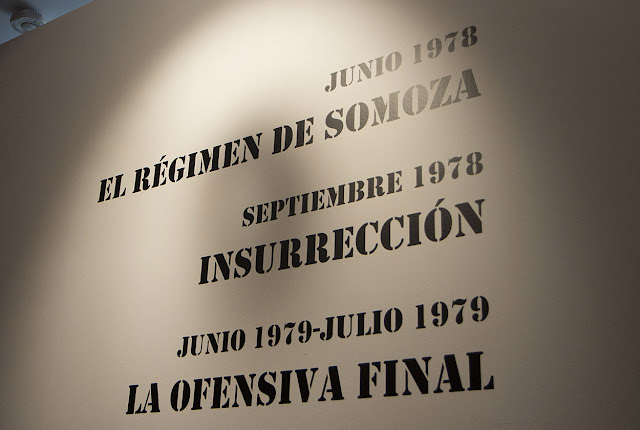 JUNIO 1978
EL RÉGIMEN DE SOMOZA
SEPTIEMBRE 1978
INSURRECCIÓN
JUNIO 1979-JULIO 1979
LA OFENSIVA FINAL